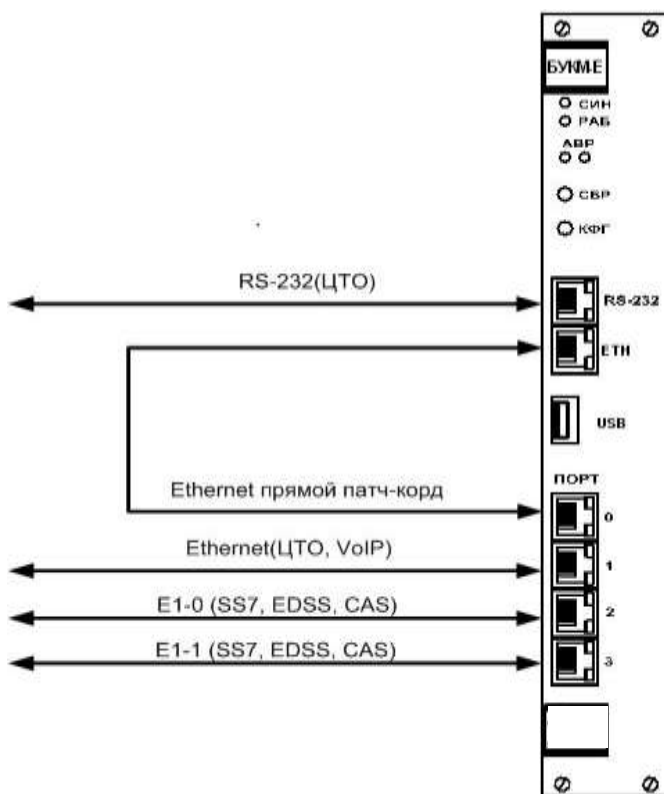 БУКМ-Е
СИН
РАБ
АВР
СБР
КФГ
RS-232(ЦТО)
RS-232
ETH
USB
ПОРТ
Ethernet прямой патч-корд
0
Ethernet(ЦТО, VoIP)
1
E1-0 (SS7, EDSS, CAS)
2
E1-1 (SS7, EDSS, CAS)
3